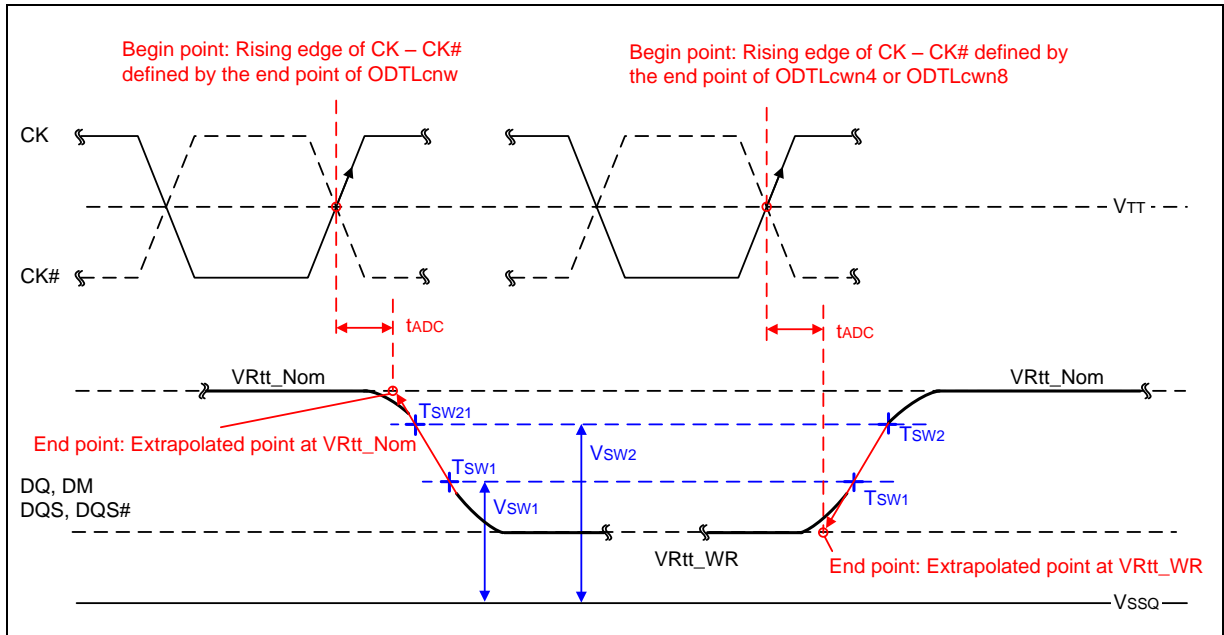 Begin point: Rising edge of CK – CK#
defined by the end point of ODTLcnw
Begin point: Rising edge of CK – CK# defined by
the end point of ODTLcwn4 or ODTLcwn8
CK
VTT
CK#
tADC
tADC
VRtt_Nom
VRtt_Nom
TSW21
TSW2
End point: Extrapolated point at VRtt_Nom
VSW2
TSW1
TSW1
DQ, DM
VSW1
DQS, DQS#
VRtt_WR
End point: Extrapolated point at VRtt_WR
VSSQ